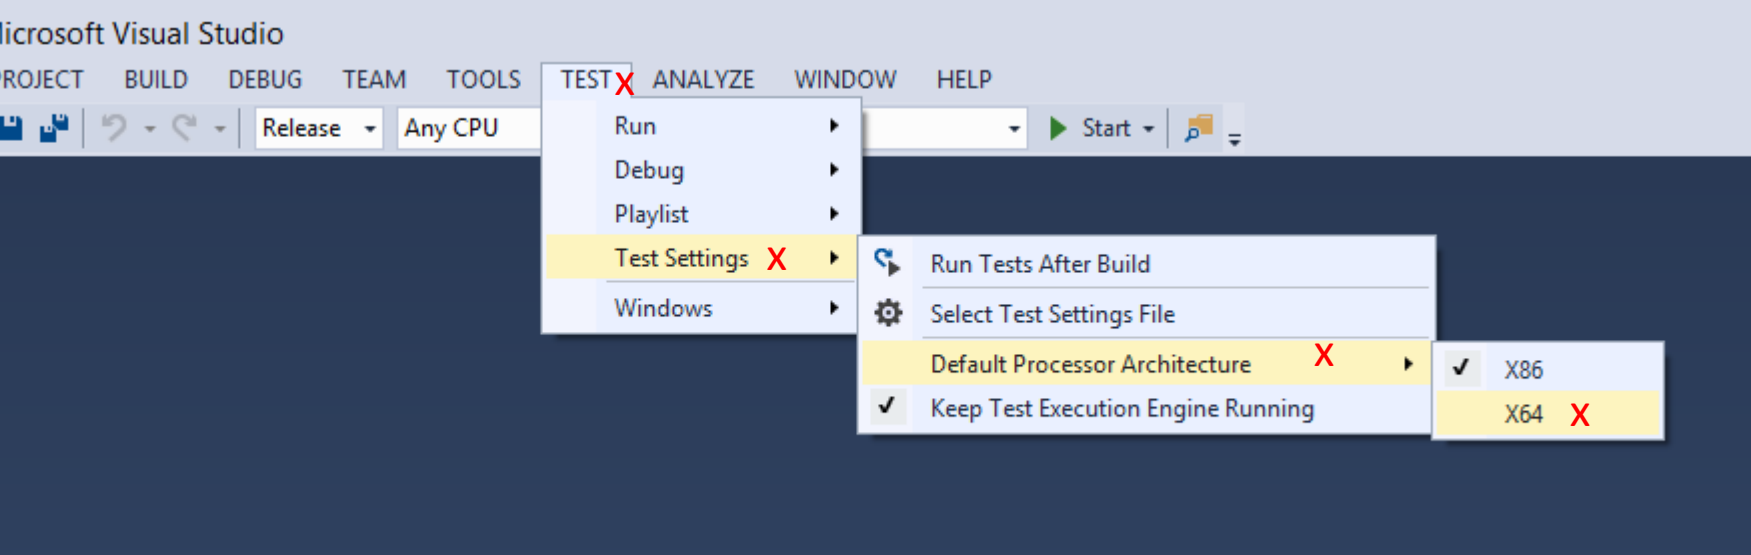 icrosoft Visual Studio
ROJECT BUILD DEBUG TEAM TOOLS TEST X ANALYZE WINDOW HELP
Release Any CPU Start
Run
Debug
Playlist
Test Settings X
Windows
Run Tests After Build
Select Test Settings File
Default Processor Architecture X
Keep Test Execution Engine Running
X86
X64 X